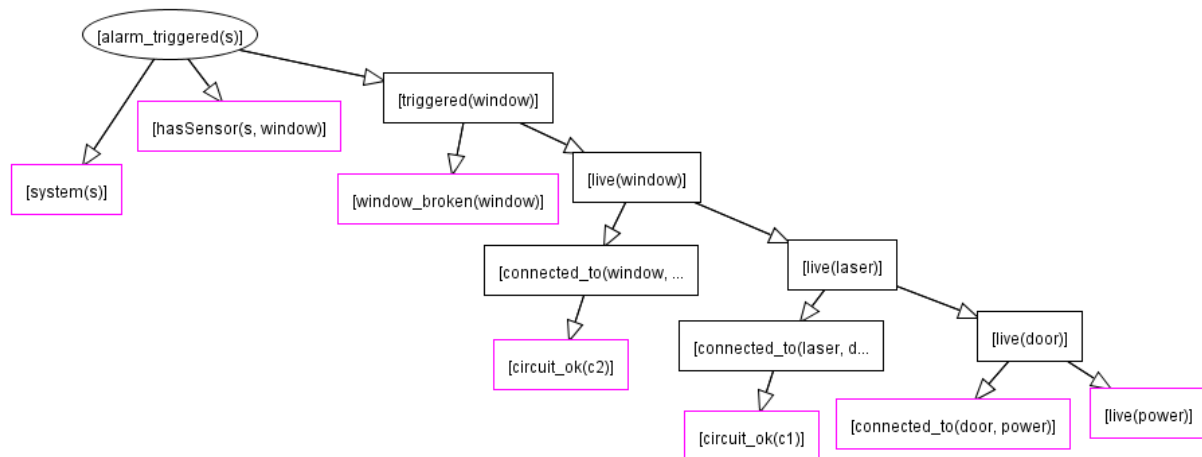 [alarm_triggered(s)]
[triggered(window)]
[hasSensor(s, window)]
[live(window)]
[system(s)]
[window_broken(window)]
[connected_to(window, ...
[live(laser)]
[live(door)]
[connected_to(laser, d...
[circuit_ok(c2)]
[circuit_ok(c1)]
[connected_to(door, power)]
[live(power)]